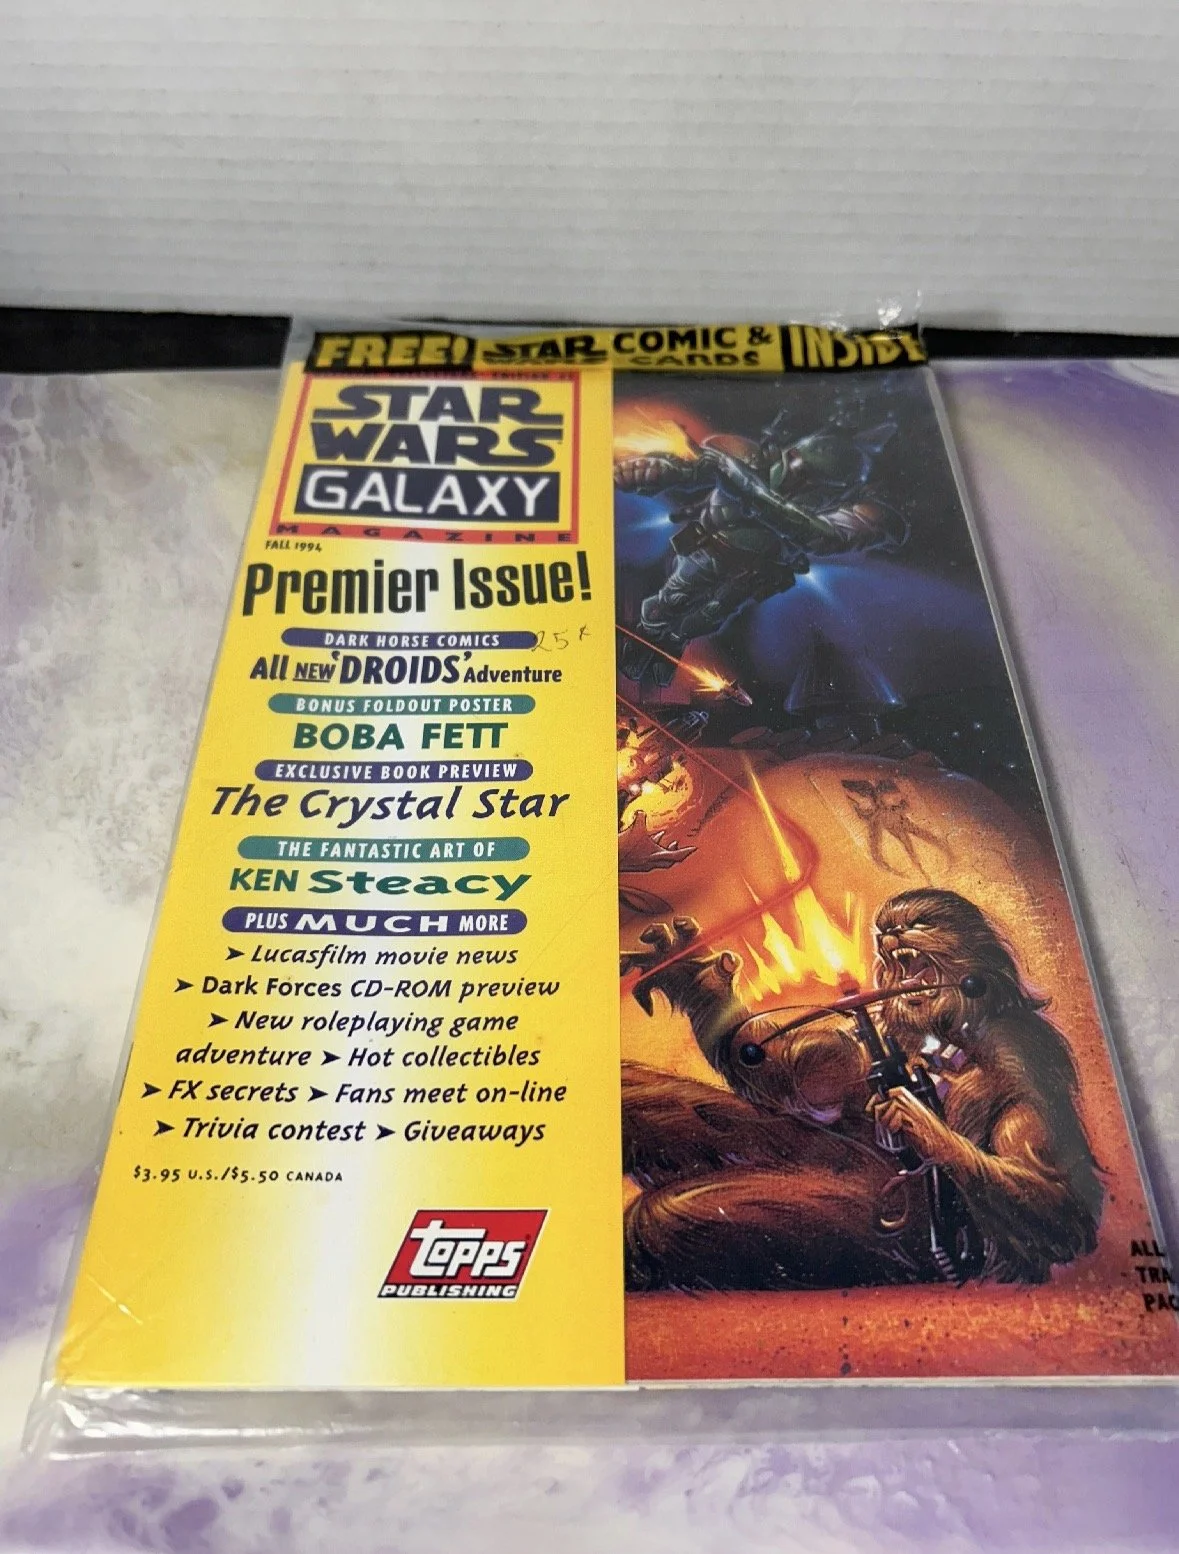 FREE! STAR COMIC & CARDS INSIDE
STAR
WARS
GALAXY
MAGAZINE
FALL 1994
Premier Issue!
DARK HORSE COMICS
25¢
All NEW 'DROIDS' Adventure
BONUS FOLDOUT POSTER
BOBA FETT
EXCLUSIVE BOOK PREVIEW
The Crystal Star
THE FANTASTIC ART OF
KEN Steacy
PLUS MUCH MORE
➤ Lucasfilm movie news
➤ Dark Forces CD-ROM preview
➤ New roleplaying game
adventure ➤ Hot collectibles
➤ FX secrets ➤ Fans meet on-line
➤ Trivia contest ➤ Giveaways
$3.95 U.S./$5.50 CANADA
topps
PUBLISHING
ALL
TRA
PAC